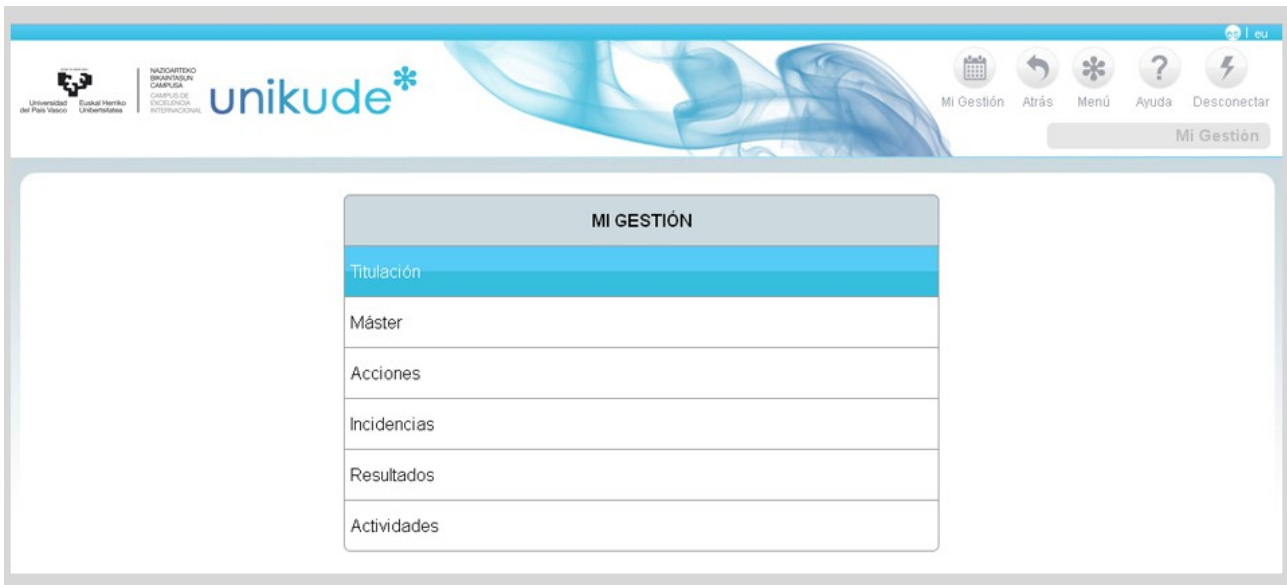 es | eu
Universidad del País Vasco
Euskal Herriko Unibertsitatea
NAZIOARTEKO
BIKAINTASUN
CAMPUSA
CAMPUS DE
EXCELENCIA
INTERNACIONAL
unikude*
Mi Gestión
Atrás
Menú
Ayuda
Desconectar
Mi Gestión
MI GESTIÓN
Titulación
Máster
Acciones
Incidencias
Resultados
Actividades